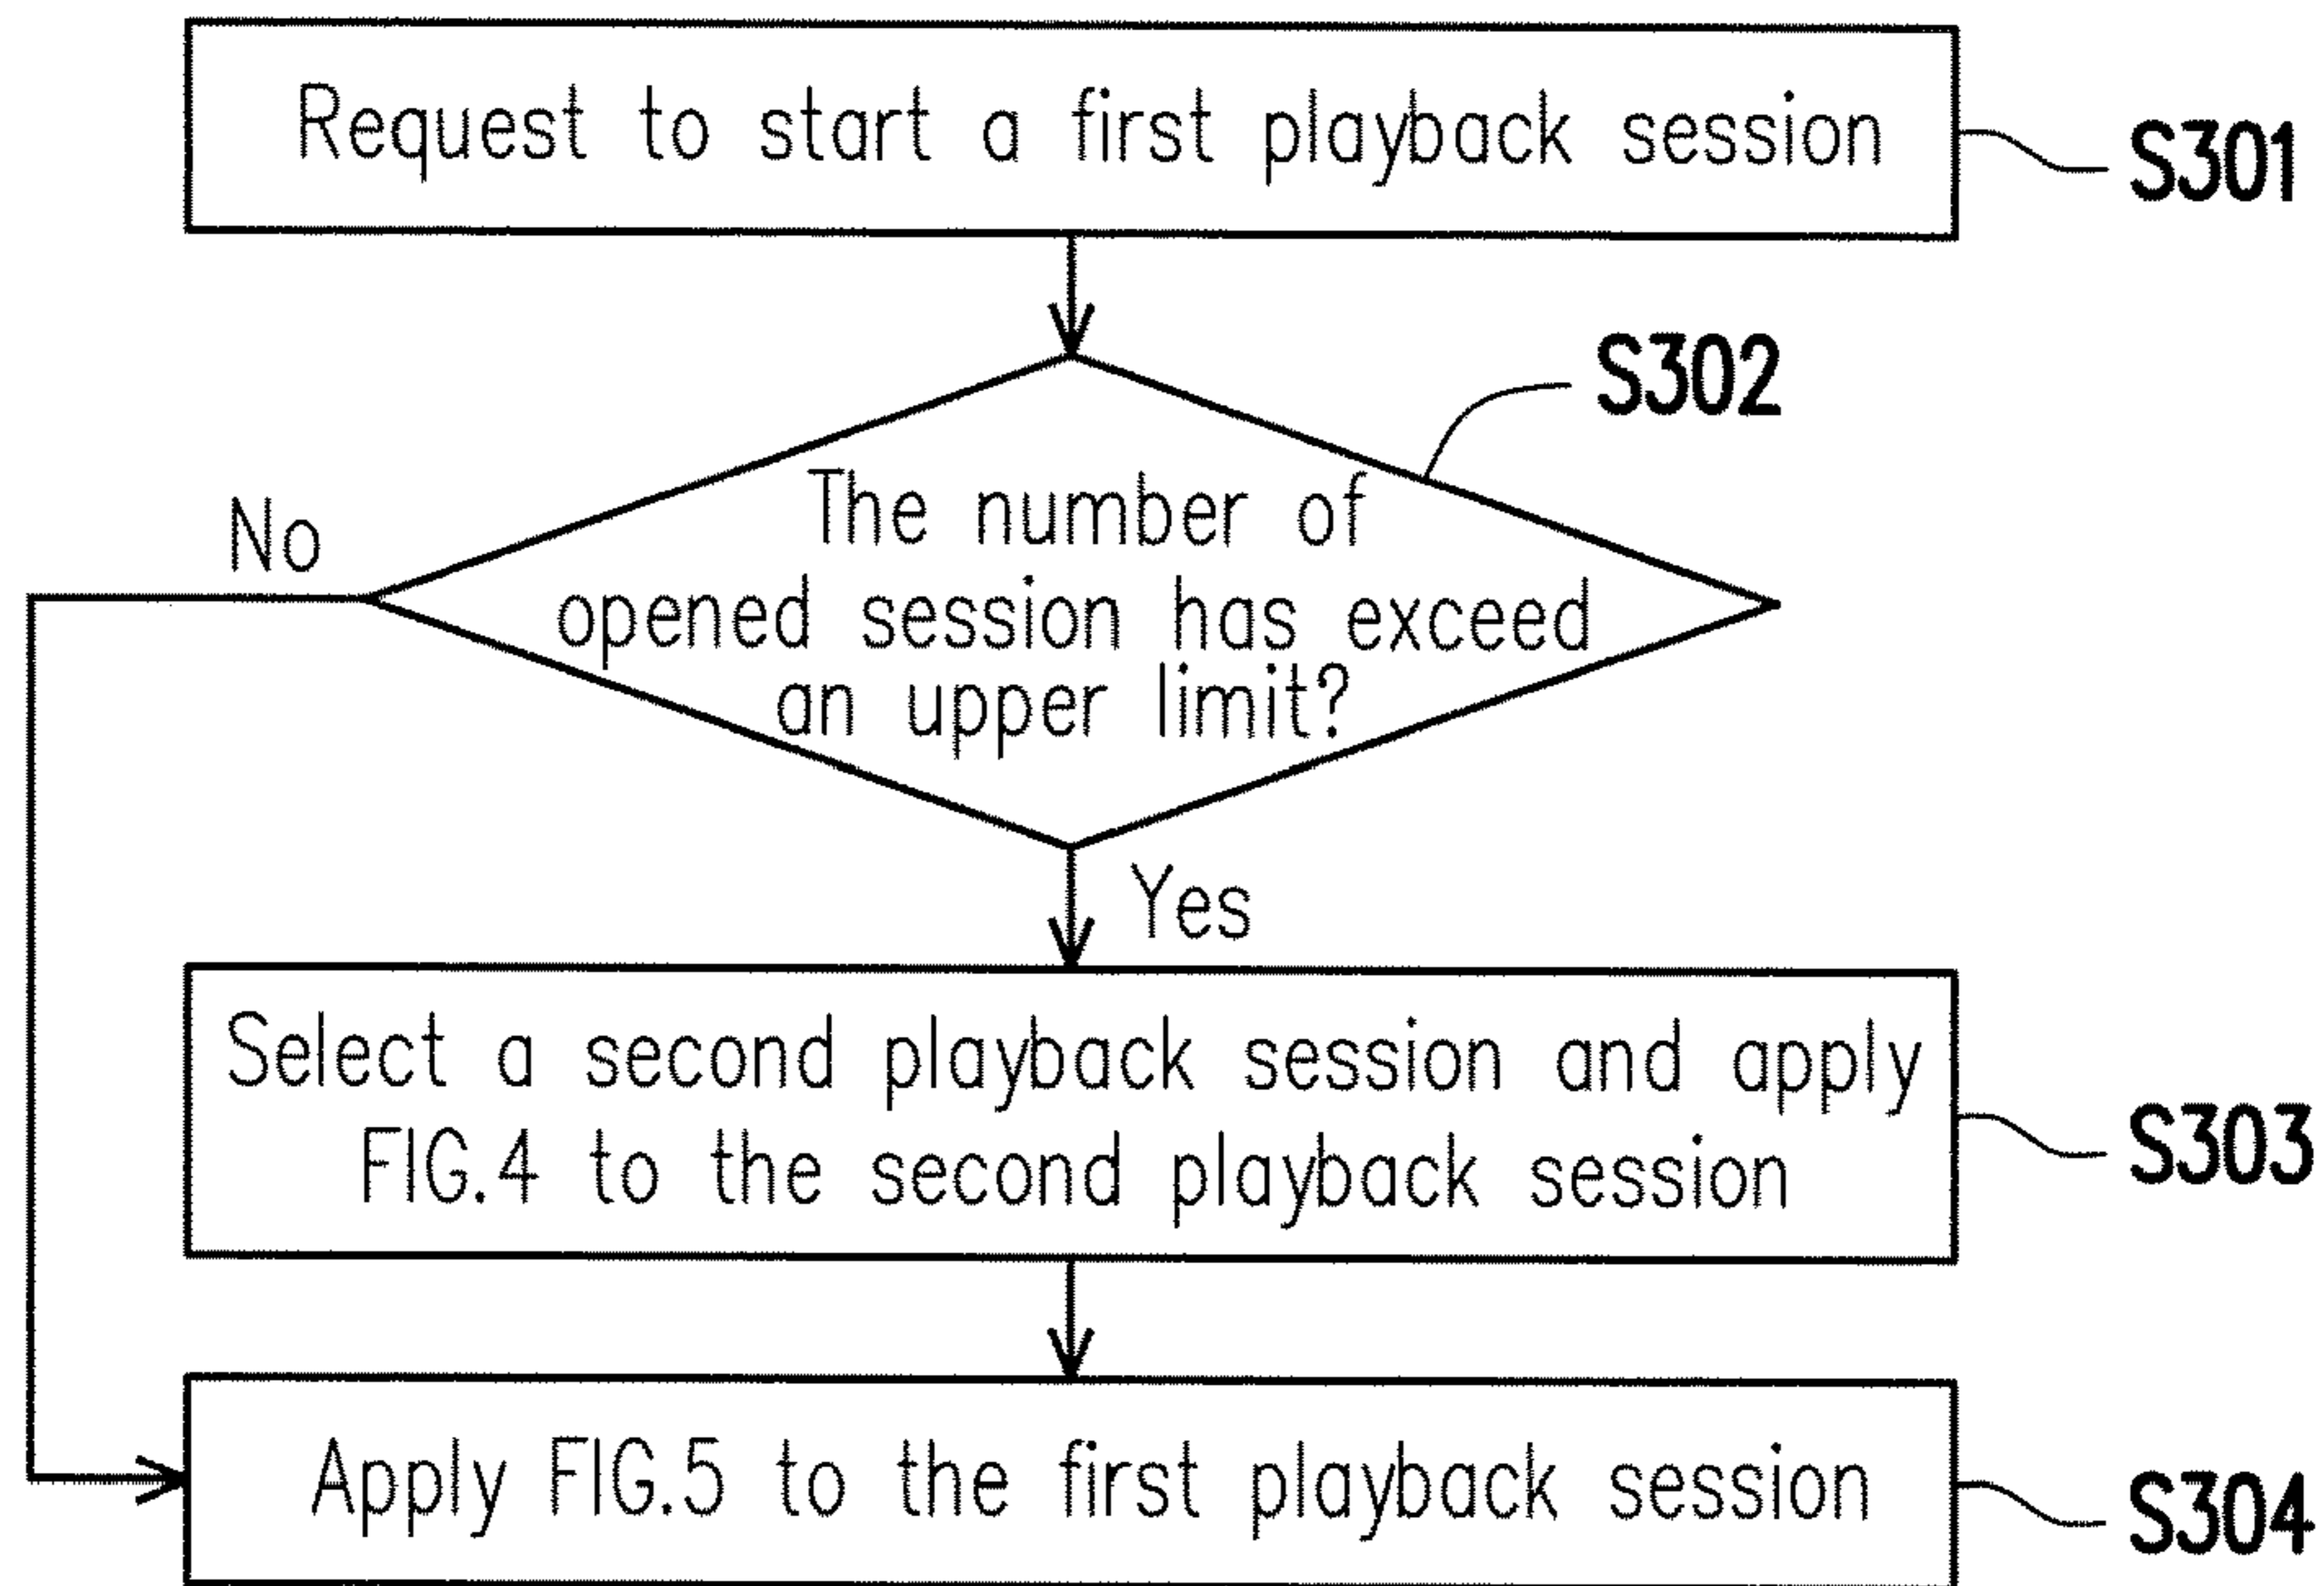 Request to start a first playback session
S301
S302
The number of
opened session has exceed
an upper limit?
No
Yes
Select a second playback session and apply
FIG.4 to the second playback session
S303
Apply FIG.5 to the first playback session
S304